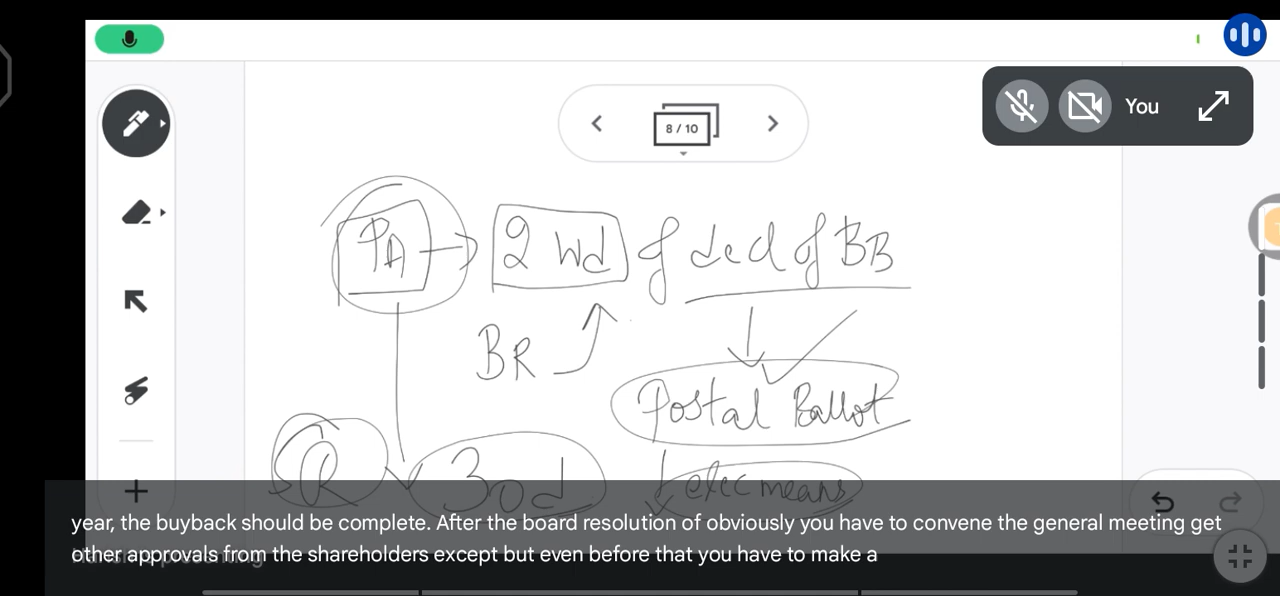 You
8 / 10
PA → 2 Wd of ded of BB
BR
Postal Ballot
SR 30d elec means
year, the buyback should be complete. After the board resolution of obviously you have to convene the general meeting get
other approvals from the shareholders except but even before that you have to make a